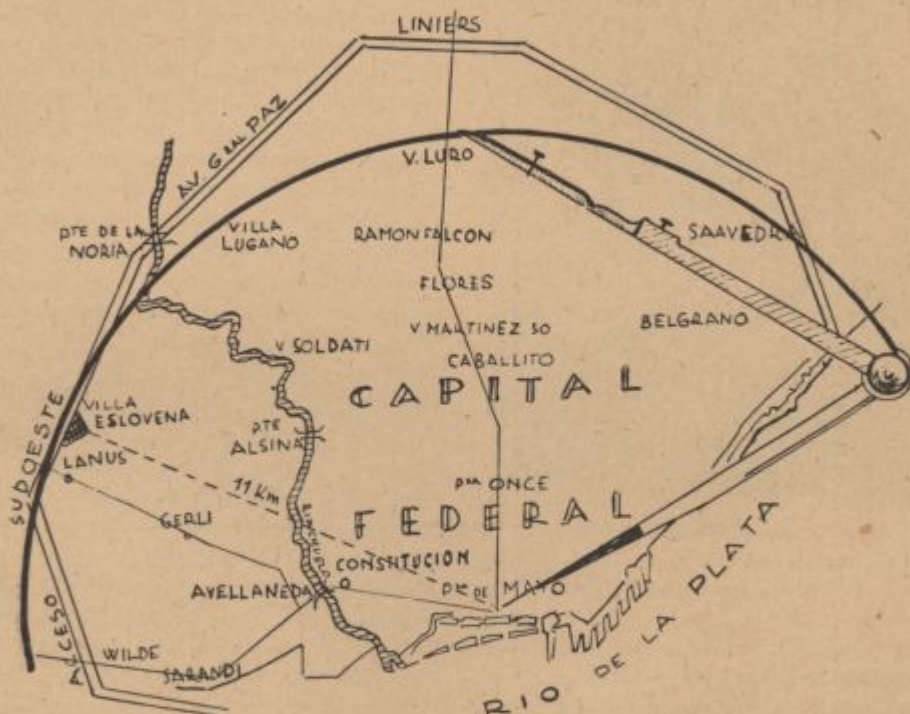 LINIERS
AV. GRAL PAZ
V. LURO
PTE DE LA
NORIA
VILLA
LUGANO
RAMON FALCON
SAAVEDRA
FLORES
BELGRANO
V MARTINEZ SO
CABALLITO
V SOLDATI
CAPITAL
VILLA
ESLOVENA
PTE
ALSINA
SUDOESTE
LANUS
11 Km
PZA ONCE
GERLI
FEDERAL
RIACHUELO
CONSTITUCION
AVELLANEDA
PZA DE MAYO
ACCESO
WILDE
SARANDI
RIO DE LA PLATA